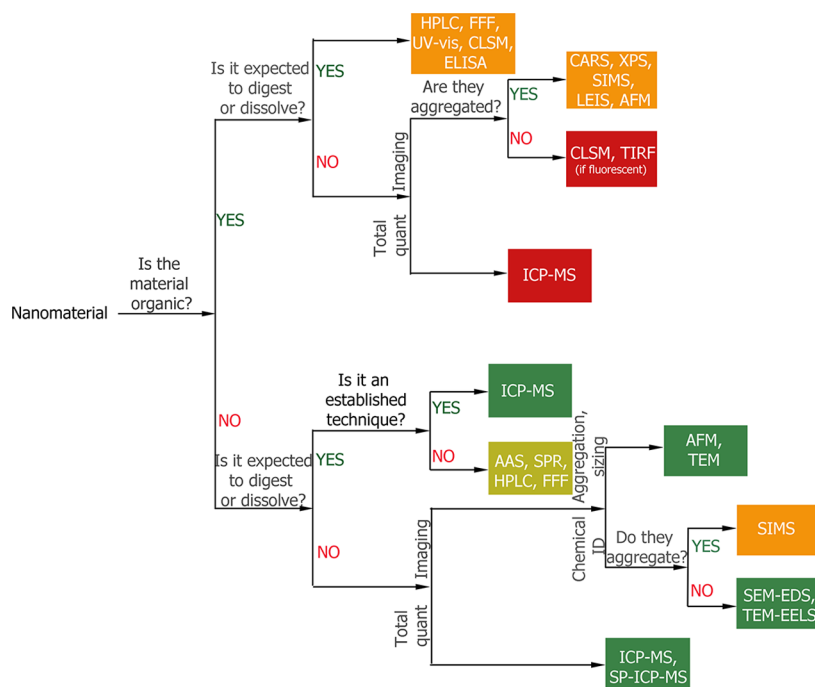 HPLC, FFF,
UV-vis, CLSM,
ELISA
Is it expected
to digest
or dissolve?
YES
NO
CARS, XPS,
SIMS,
LEIS, AFM
Are they
aggregated?
YES
NO
CLSM, TIRF
(if fluorescent)
Imaging
Total
quant
ICP-MS
YES
Is the
material
organic?
Nanomaterial
NO
Is it expected
to digest
or dissolve?
YES
NO
Is it an
established
technique?
YES
NO
ICP-MS
AAS, SPR,
HPLC, FFF
Imaging
Total
quant
Aggregation,
sizing
Chemical
ID
AFM,
TEM
Do they
aggregate?
YES
NO
SIMS
SEM-EDS,
TEM-EELS
ICP-MS,
SP-ICP-MS